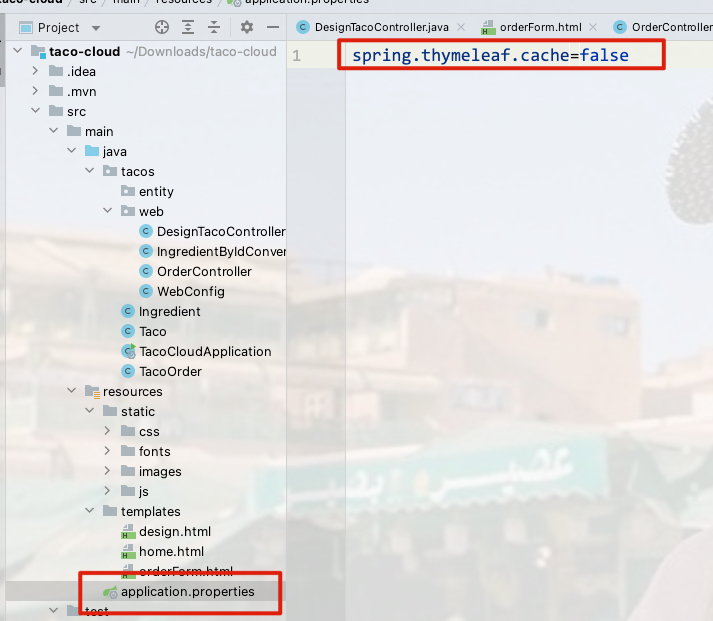 taco-cloud / src / main / resources / application.properties
Project
DesignTacoController.java
orderForm.html
OrderController
taco-cloud ~/Downloads/taco-cloud
.idea
.mvn
src
main
java
tacos
entity
web
DesignTacoController
IngredientByIdConver
OrderController
WebConfig
Ingredient
Taco
TacoCloudApplication
TacoOrder
resources
static
css
fonts
images
js
templates
design.html
home.html
orderForm.html
application.properties
test
1 spring.thymeleaf.cache=false
عصير